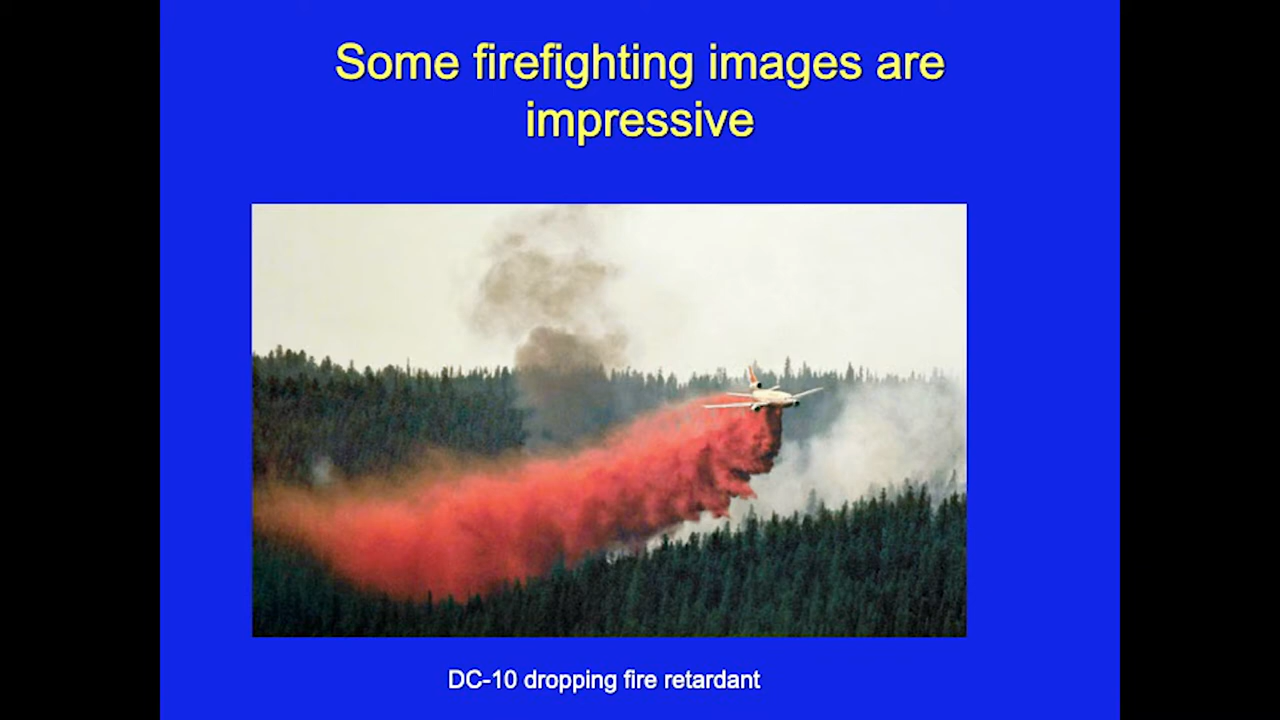 Some firefighting images are
impressive
DC-10 dropping fire retardant